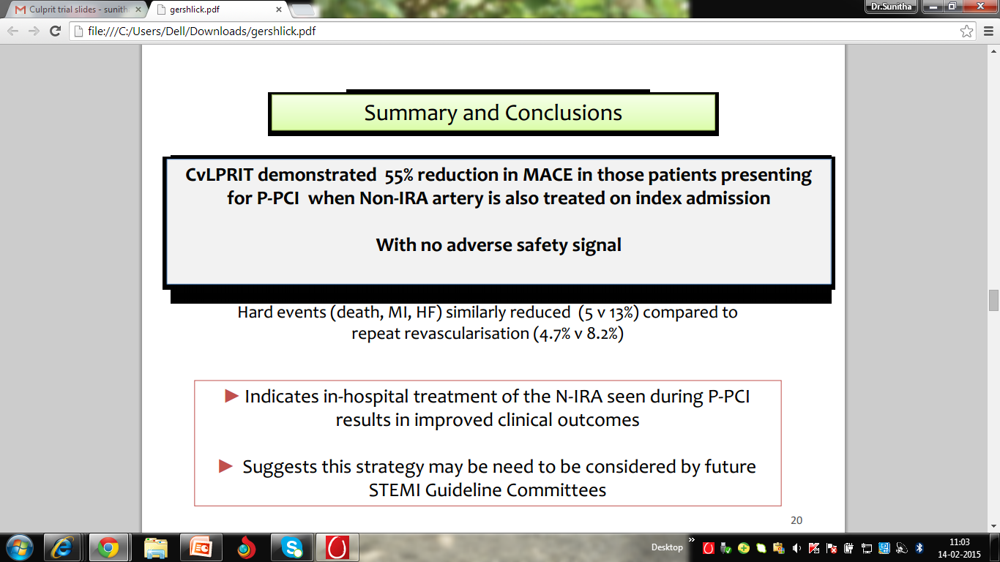 Culprit trial slides - sunith
gershlick.pdf
Dr.Sunitha
file:///C:/Users/Dell/Downloads/gershlick.pdf
Summary and Conclusions
CvLPRIT demonstrated 55% reduction in MACE in those patients presenting
for P-PCI when Non-IRA artery is also treated on index admission
With no adverse safety signal
Hard events (death, MI, HF) similarly reduced (5 v 13%) compared to
repeat revascularisation (4.7% v 8.2%)
► Indicates in-hospital treatment of the N-IRA seen during P-PCI
results in improved clinical outcomes
► Suggests this strategy may be need to be considered by future
STEMI Guideline Committees
20
Desktop
11:03
14-02-2015